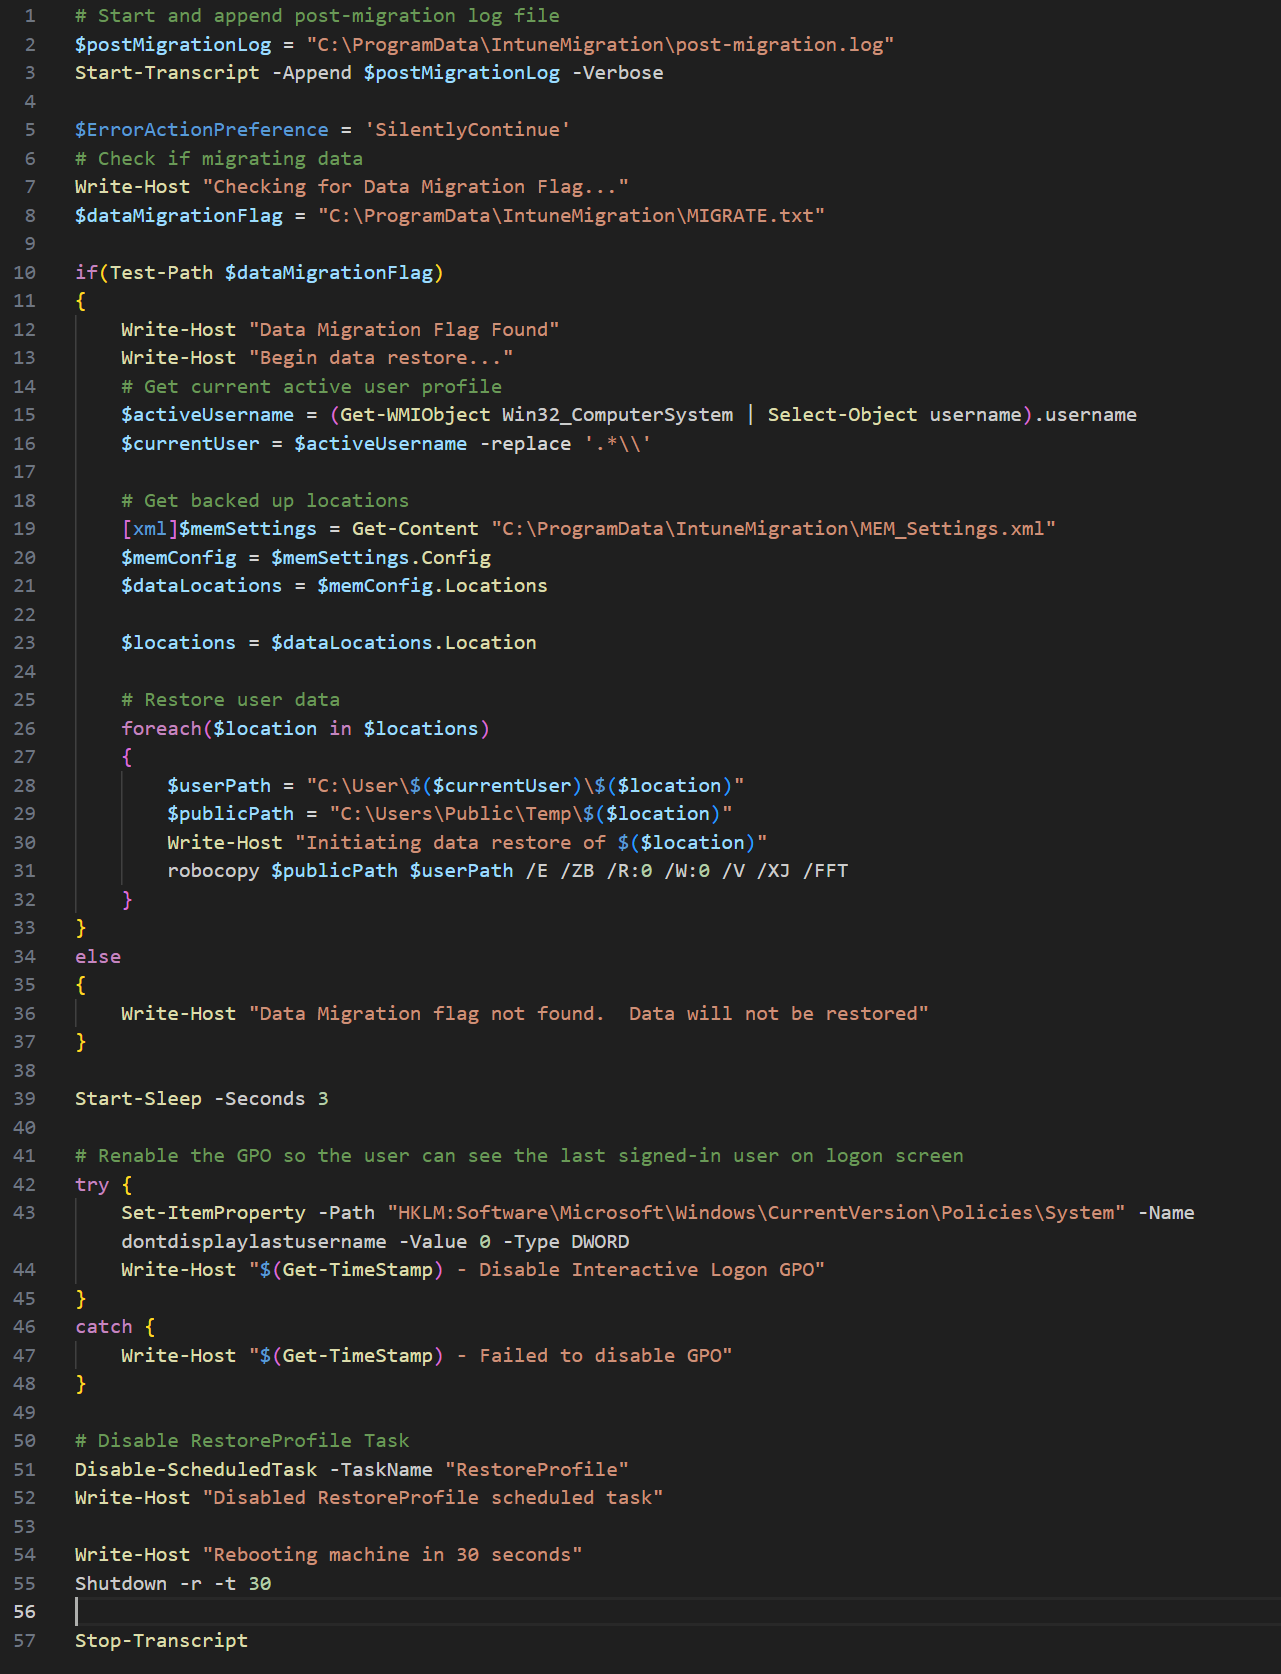 1 # Start and append post-migration log file
2 $postMigrationLog = "C:\ProgramData\IntuneMigration\post-migration.log"
3 Start-Transcript -Append $postMigrationLog -Verbose
4
5 $ErrorActionPreference = 'SilentlyContinue'
6 # Check if migrating data
7 Write-Host "Checking for Data Migration Flag..."
8 $dataMigrationFlag = "C:\ProgramData\IntuneMigration\MIGRATE.txt"
9
10 if(Test-Path $dataMigrationFlag)
11 {
12     Write-Host "Data Migration Flag Found"
13     Write-Host "Begin data restore..."
14     # Get current active user profile
15     $activeUsername = (Get-WMIObject Win32_ComputerSystem | Select-Object username).username
16     $currentUser = $activeUsername -replace '.*\\'
17
18     # Get backed up locations
19     [xml]$memSettings = Get-Content "C:\ProgramData\IntuneMigration\MEM_Settings.xml"
20     $memConfig = $memSettings.Config
21     $dataLocations = $memConfig.Locations
22
23     $locations = $dataLocations.Location
24
25     # Restore user data
26     foreach($location in $locations)
27     {
28         $userPath = "C:\User\$($currentUser)\$($location)"
29         $publicPath = "C:\Users\Public\Temp\$($location)"
30         Write-Host "Initiating data restore of $($location)"
31         robocopy $publicPath $userPath /E /ZB /R:0 /W:0 /V /XJ /FFT
32     }
33 }
34 else
35 {
36     Write-Host "Data Migration flag not found.  Data will not be restored"
37 }
38
39 Start-Sleep -Seconds 3
40
41 # Renable the GPO so the user can see the last signed-in user on logon screen
42 try {
43     Set-ItemProperty -Path "HKLM:Software\Microsoft\Windows\CurrentVersion\Policies\System" -Name
dontdisplaylastusername -Value 0 -Type DWORD
44     Write-Host "$(Get-TimeStamp) - Disable Interactive Logon GPO"
45 }
46 catch {
47     Write-Host "$(Get-TimeStamp) - Failed to disable GPO"
48 }
49
50 # Disable RestoreProfile Task
51 Disable-ScheduledTask -TaskName "RestoreProfile"
52 Write-Host "Disabled RestoreProfile scheduled task"
53
54 Write-Host "Rebooting machine in 30 seconds"
55 Shutdown -r -t 30
56
57 Stop-Transcript